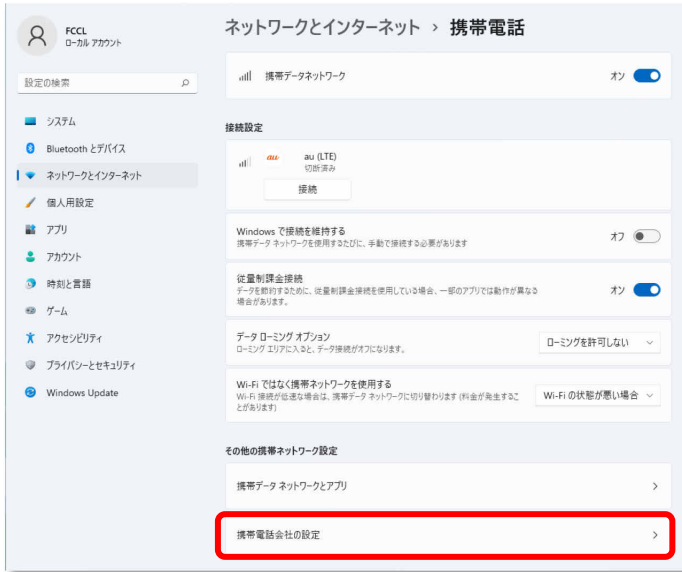 FCCL
ローカル アカウント
設定の検索
システム
Bluetooth とデバイス
ネットワークとインターネット
個人用設定
アプリ
アカウント
時刻と言語
ゲーム
アクセシビリティ
プライバシーとセキュリティ
Windows Update
ネットワークとインターネット › 携帯電話
携帯データネットワーク
オン
接続設定
au au (LTE)
切断済み
接続
Windows で接続を維持する
携帯データ ネットワークを使用するたびに、手動で接続する必要があります
オフ
従量制課金接続
データを節約するために、従量制課金接続を使用している場合、一部のアプリでは動作が異なる
場合があります。
オン
データ ローミング オプション
ローミング エリアに入ると、データ接続がオフになります。
ローミングを許可しない
Wi-Fi ではなく携帯ネットワークを使用する
Wi-Fi 接続が低速な場合は、携帯データ ネットワークに切り替わります (料金が発生するこ
とがあります)
Wi-Fi の状態が悪い場合
その他の携帯ネットワーク設定
携帯データ ネットワークとアプリ
携帯電話会社の設定